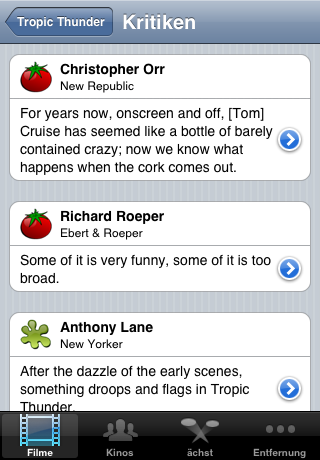 Tropic Thunder
Kritiken
Christopher Orr
New Republic
For years now, onscreen and off, [Tom]
Cruise has seemed like a bottle of barely
contained crazy; now we know what
happens when the cork comes out.
Richard Roeper
Ebert & Roeper
Some of it is very funny, some of it is too
broad.
Anthony Lane
New Yorker
After the dazzle of the early scenes,
something droops and flags in Tropic
Thunder.
Filme
Kinos
ächst
Entfernung